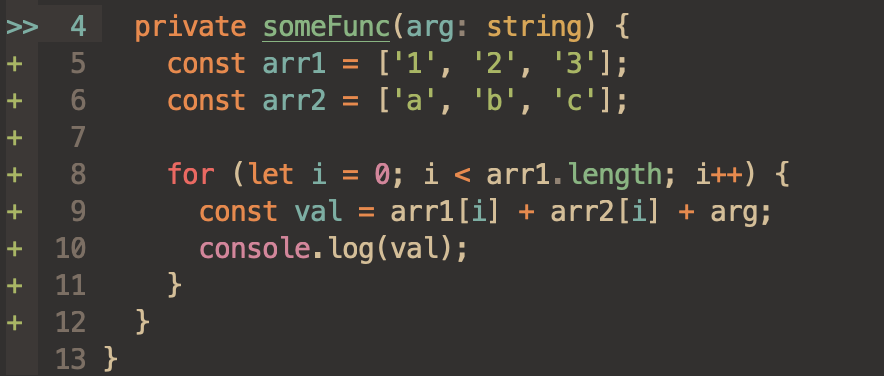 >> 4   private someFunc(arg: string) {
+  5     const arr1 = ['1', '2', '3'];
+  6     const arr2 = ['a', 'b', 'c'];
+  7
+  8     for (let i = 0; i < arr1.length; i++) {
+  9       const val = arr1[i] + arr2[i] + arg;
+ 10       console.log(val);
+ 11     }
+ 12   }
  13 }